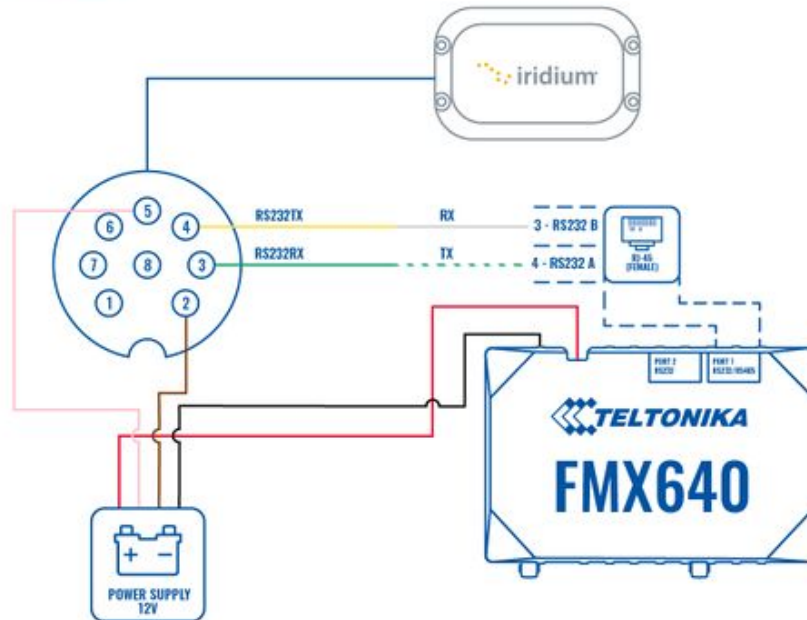 iridium
5
6
4
7
8
3
1
2
RS232TX
RX
3 - RS232 B
RS232RX
TX
4 - RS232 A
RJ-45
(FEMALE)
PORT 2
RS232
PORT 1
RS232/RS485
TELTONIKA
FMX640
+ -
POWER SUPPLY
12V